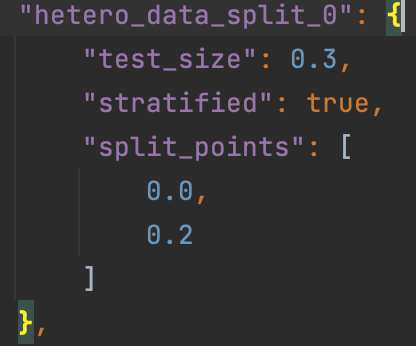 "hetero_data_split_0": {
"test_size": 0.3,
"stratified": true,
"split_points": [
0.0,
0.2
]
},